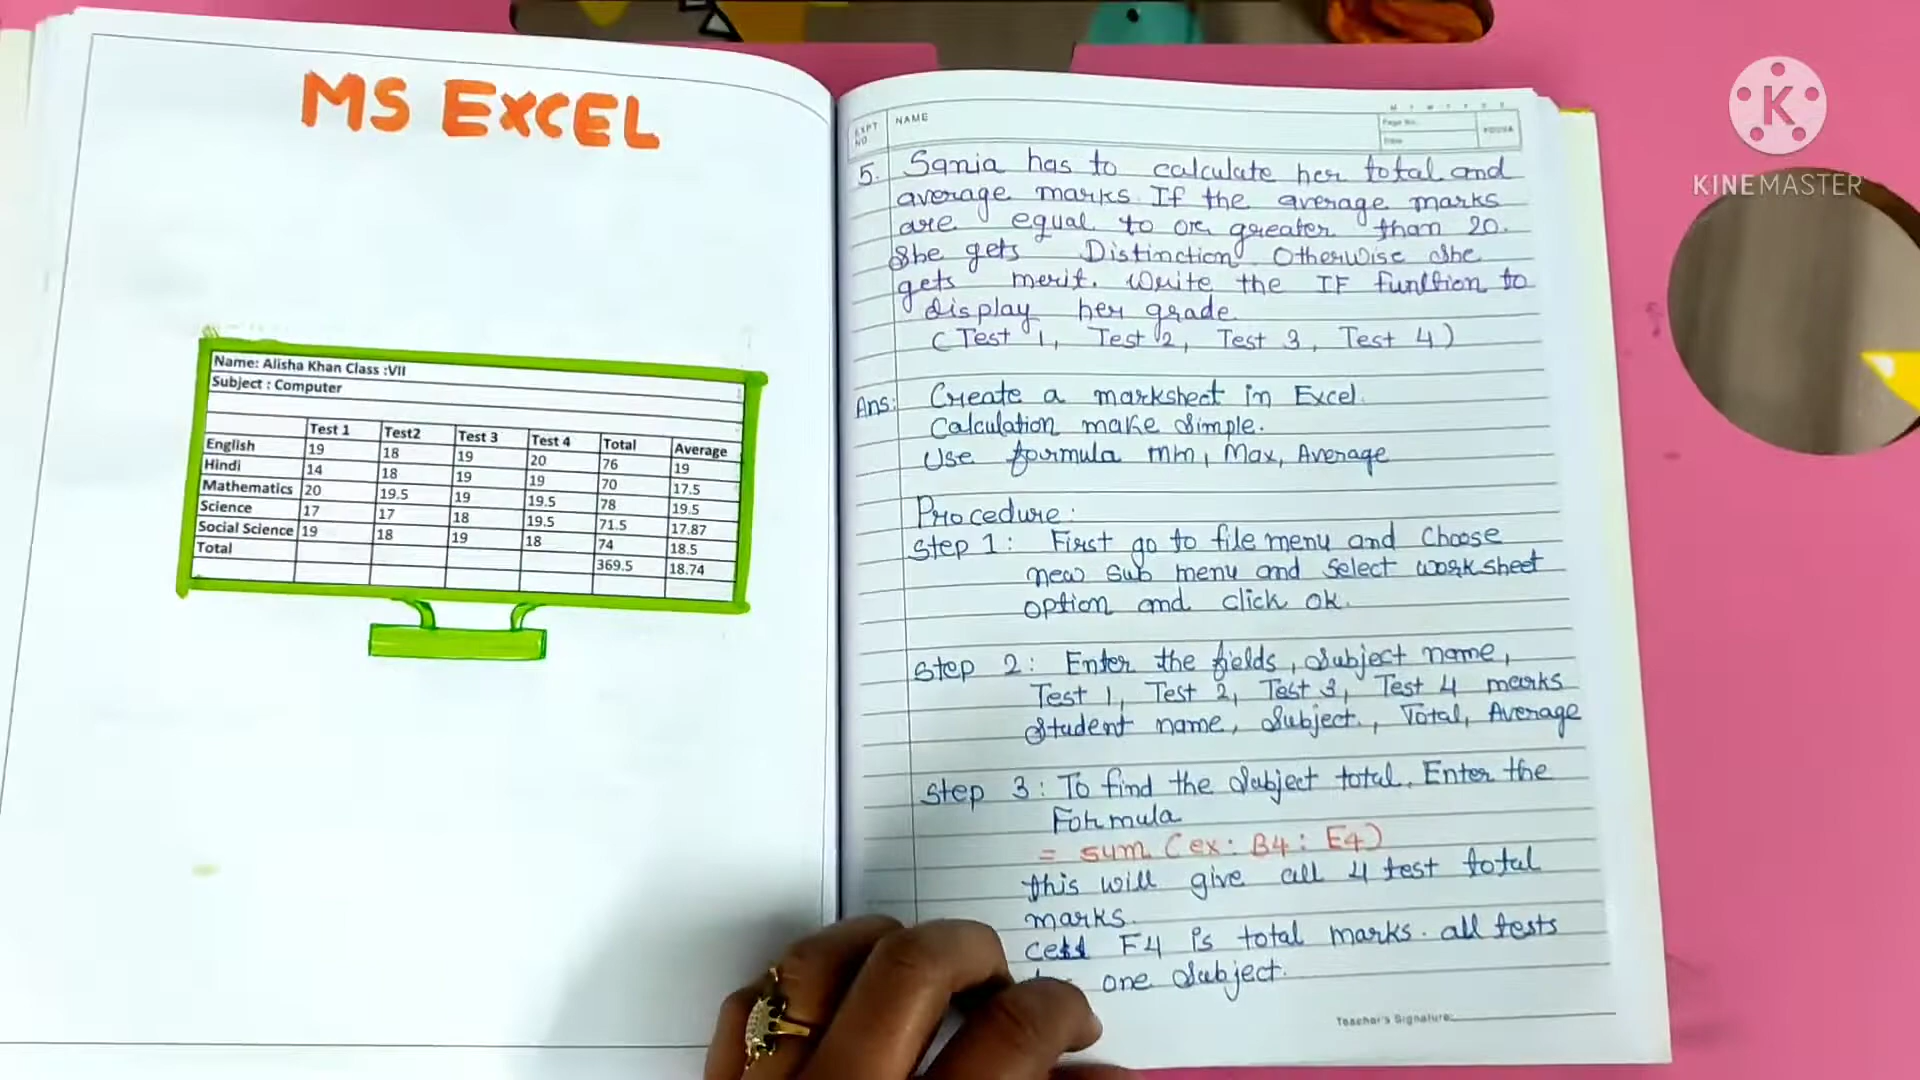 MS EXCEL
Name: Alisha Khan Class :VII
Subject : Computer
Test 1 Test2 Test 3 Test 4 Total Average
English 19 18 19 20 76 19
Hindi 14 18 19 19 70 17.5
Mathematics 20 19.5 19 19.5 78 19.5
Science 17 17 18 19.5 71.5 17.87
Social Science 19 18 19 18 74 18.5
Total 369.5 18.74
EXPT NO NAME
M T W T F S S
Page No.
Date
5. Sania has to calculate her total and
average marks. If the average marks
are equal to or greater than 20.
She gets Distinction. Otherwise she
gets merit. Write the IF function to
display her grade
(Test 1, Test 2, Test 3, Test 4)
Ans: Create a marksheet in Excel.
Calculation make simple.
Use formula mm, Max, Average
Procedure:
Step 1: First go to file menu and choose
new sub menu and select worksheet
option and click ok.
Step 2: Enter the fields, subject name,
Test 1, Test 2, Test 3, Test 4 marks
Student name, Subject, Total, Average
Step 3: To find the subject total. Enter the
Formula
= sum (ex: B4: E4)
this will give all 4 test total
marks.
cell F4 is total marks. all tests
one subject.
Teacher's Signature
K
KINEMASTER